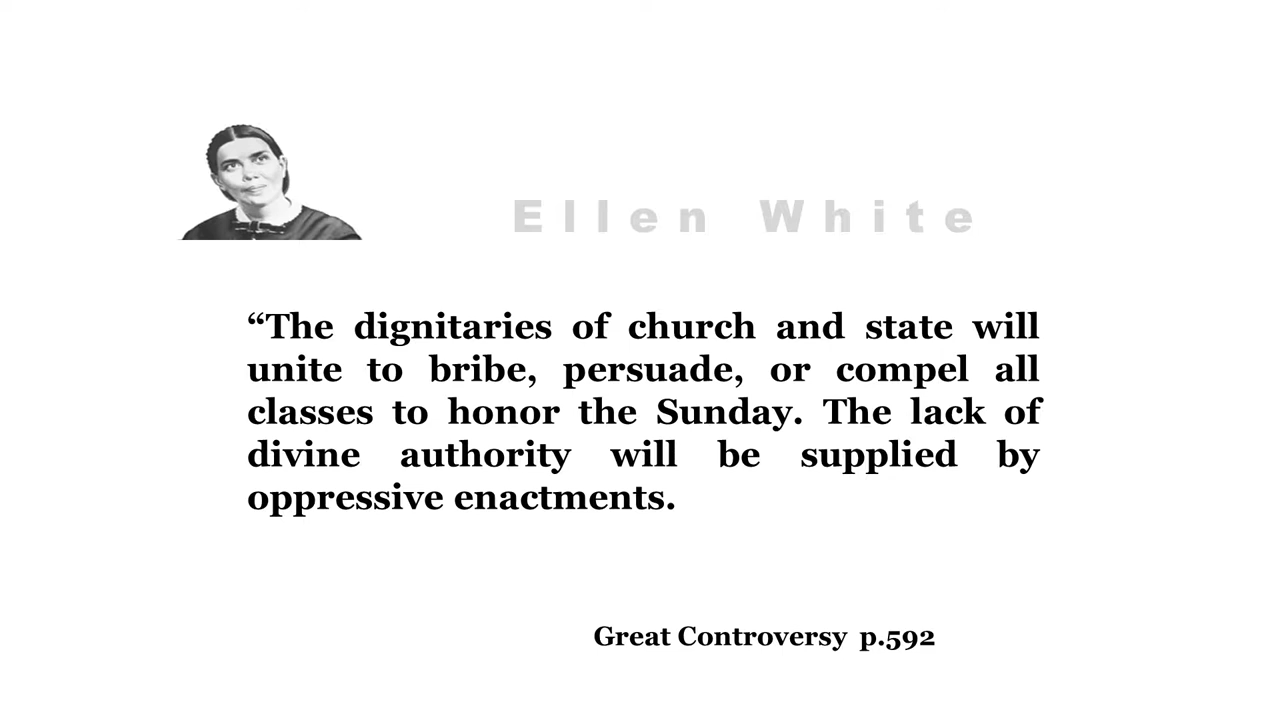 Ellen White
“The dignitaries of church and state will
unite to bribe, persuade, or compel all
classes to honor the Sunday. The lack of
divine authority will be supplied by
oppressive enactments.
Great Controversy p.592